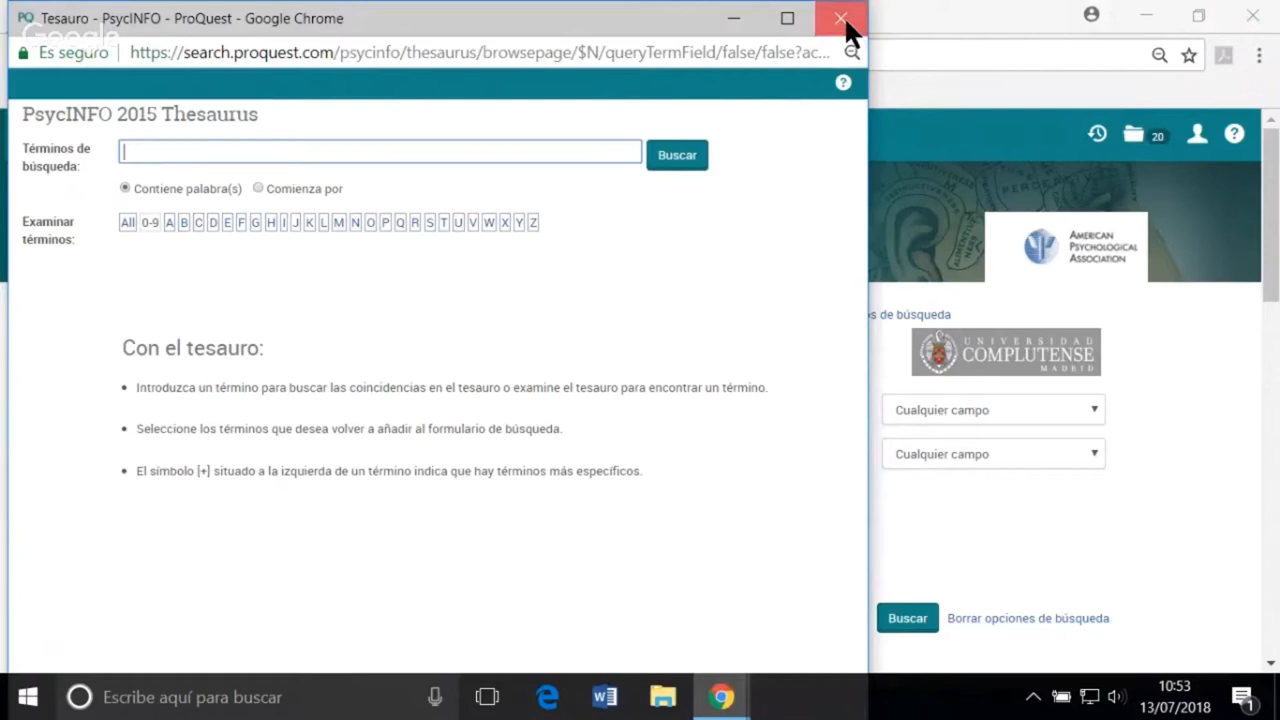 PQ Tesauro - PsycINFO - ProQuest - Google Chrome
Google
Es seguro https://search.proquest.com/psycinfo/thesaurus/browsepage/$N/queryTermField/false/false?ac...
PsycINFO 2015 Thesaurus
20
Términos de búsqueda:
Buscar
Contiene palabra(s) Comienza por
Examinar términos:
All 0-9 A B C D E F G H I J K L M N O P Q R S T U V W X Y Z
AMERICAN
PSYCHOLOGICAL
ASSOCIATION
s de búsqueda
UNIVERSIDAD
COMPLUTENSE
MADRID
Con el tesauro:
Introduzca un término para buscar las coincidencias en el tesauro o examine el tesauro para encontrar un término.
Seleccione los términos que desea volver a añadir al formulario de búsqueda.
El símbolo [+] situado a la izquierda de un término indica que hay términos más específicos.
Cualquier campo
Cualquier campo
Buscar Borrar opciones de búsqueda
Escribe aquí para buscar
10:53
13/07/2018
1